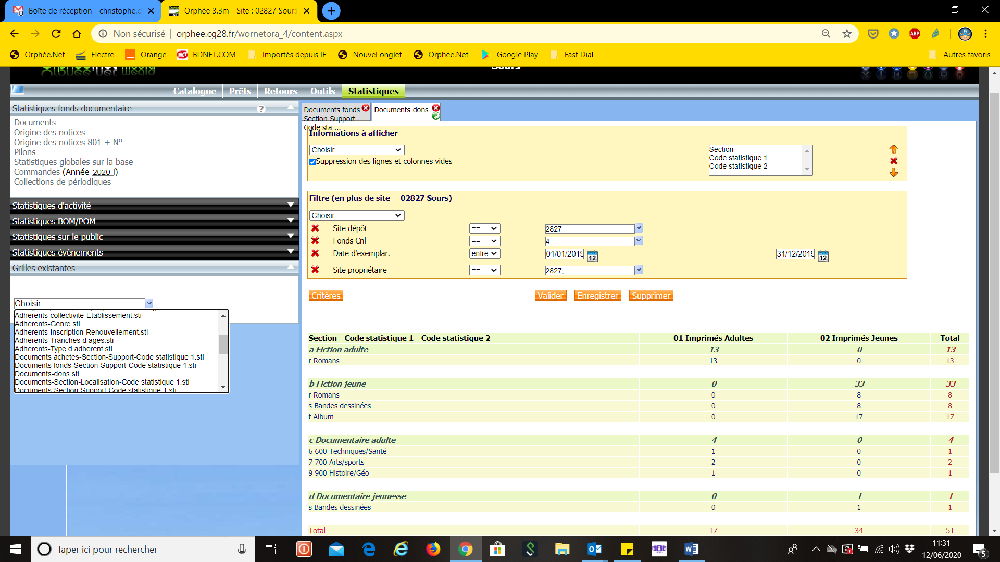 Boîte de réception - christophe.c
Orphée 3.3m - Site : 02827 Sours
Non sécurisé | orphee.cg28.fr/wornetora_4/content.aspx
ABP
Orphée.Net
Electre
Orange
BDNET.COM
Importés depuis IE
Nouvel onglet
Orphée.Net
Google Play
Fast Dial
Autres favoris
Orphée.net media
Sours
Catalogue
Prêts
Retours
Outils
Statistiques
Statistiques fonds documentaire
?
Documents
Origine des notices
Origine des notices 801 + N°
Pilons
Statistiques globales sur la base
Commandes (Année 2020 )
Collections de périodiques
Statistiques d'activité
Statistiques BOM/POM
Statistiques sur le public
Statistiques évènements
Grilles existantes
Choisir...
Adherents-collectivite-Etablissement.sti
Adherents-Genre.sti
Adherents-Inscription-Renouvellement.sti
Adherents-Tranches d ages.sti
Adherents-Type d adherent.sti
Documents achetes-Section-Support-Code statistique 1.sti
Documents fonds-Section-Support-Code statistique 1.sti
Documents-dons.sti
Documents-Section-Localisation-Code statistique 1.sti
Documents-Section-Support-Code statistique 1.sti
Documents fonds-
Section-Support-
Code sta ...
Documents-dons
Informations à afficher
Choisir...
Suppression des lignes et colonnes vides
Section
Code statistique 1
Code statistique 2
Filtre (en plus de site = 02827 Sours)
Choisir...
Site dépôt == 2827
Fonds Cnl == 4,
Date d'exemplar. entre 01/01/2019 12 31/12/2019 12
Site propriétaire == 2827,
Critères
Valider
Enregistrer
Supprimer
Section - Code statistique 1 - Code statistique 2 01 Imprimés Adultes 02 Imprimés Jeunes Total
a Fiction adulte 13 0 13
r Romans 13 0 13
b Fiction jeune 0 33 33
r Romans 0 8 8
s Bandes dessinées 0 8 8
t Album 0 17 17
c Documentaire adulte 4 0 4
6 600 Techniques/Santé 1 0 1
7 700 Arts/sports 2 0 2
9 900 Histoire/Géo 1 0 1
d Documentaire jeunesse 0 1 1
s Bandes dessinées 0 1 1
Total 17 34 51
Taper ici pour rechercher
11:31
12/06/2020
5